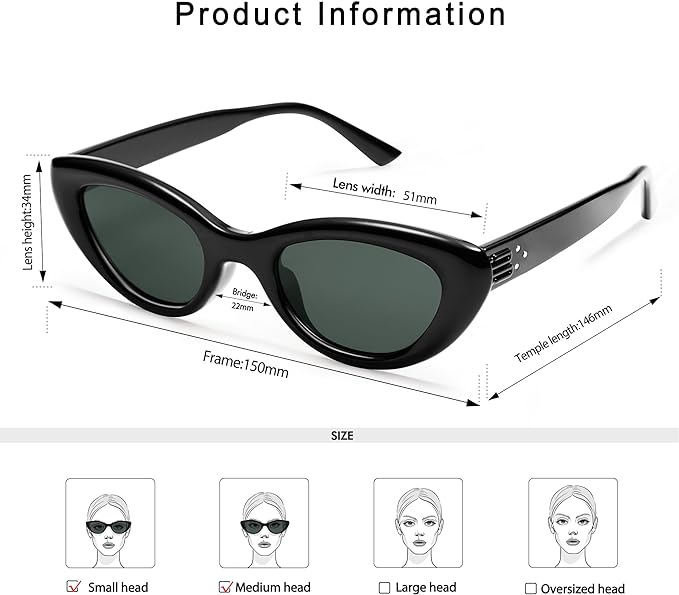 Product Information
Lens height:34mm
Lens width: 51mm
Bridge:
22mm
Frame:150mm
Temple length:146mm
SIZE
Small head
Medium head
Large head
Oversized head